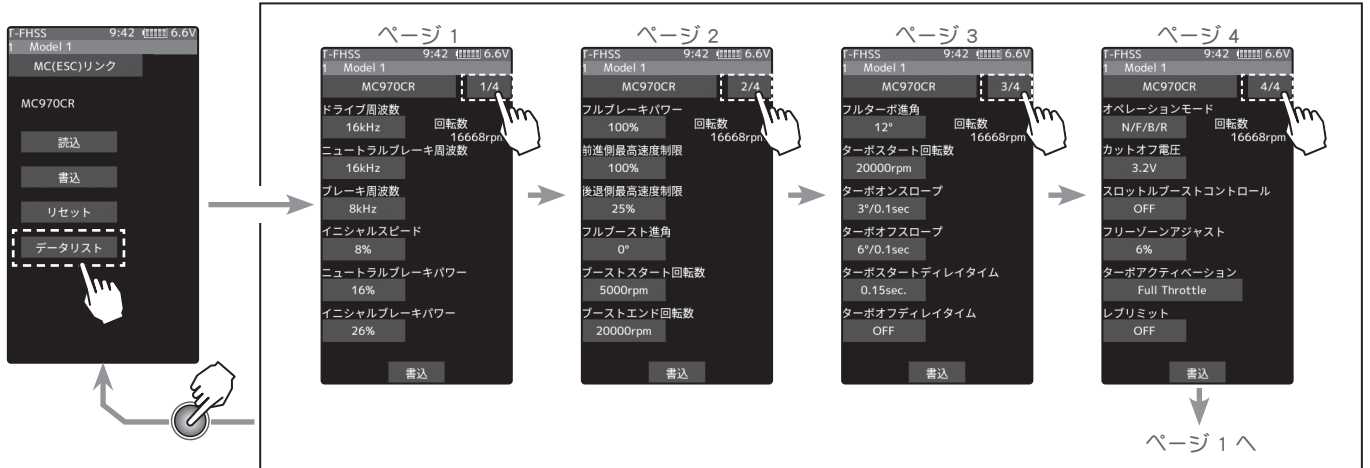 T-FHSS 9:42 6.6V
1 Model 1
MC(ESC)リンク
MC970CR
読込
書込
リセット
データリスト
ページ 1
T-FHSS 9:42 6.6V
1 Model 1
MC970CR 1/4
ドライブ周波数
16kHz 回転数
16668rpm
ニュートラルブレーキ周波数
16kHz
ブレーキ周波数
8kHz
イニシャルスピード
8%
ニュートラルブレーキパワー
16%
イニシャルブレーキパワー
26%
書込
ページ 2
T-FHSS 9:42 6.6V
1 Model 1
MC970CR 2/4
フルブレーキパワー
100% 回転数
16668rpm
前進側最高速度制限
100%
後退側最高速度制限
25%
フルブースト進角
0°
ブーストスタート回転数
5000rpm
ブーストエンド回転数
20000rpm
書込
ページ 3
T-FHSS 9:42 6.6V
1 Model 1
MC970CR 3/4
フルターボ進角
12° 回転数
16668rpm
ターボスタート回転数
20000rpm
ターボオンスロープ
3°/0.1sec
ターボオフスロープ
6°/0.1sec
ターボスタートディレイタイム
0.15sec.
ターボオフディレイタイム
OFF
書込
ページ 4
T-FHSS 9:42 6.6V
1 Model 1
MC970CR 4/4
オペレーションモード
N/F/B/R 回転数
16668rpm
カットオフ電圧
3.2V
スロットルブーストコントロール
OFF
フリーゾーンアジャスト
6%
ターボアクティベーション
Full Throttle
レブリミット
OFF
書込
ページ 1 へ